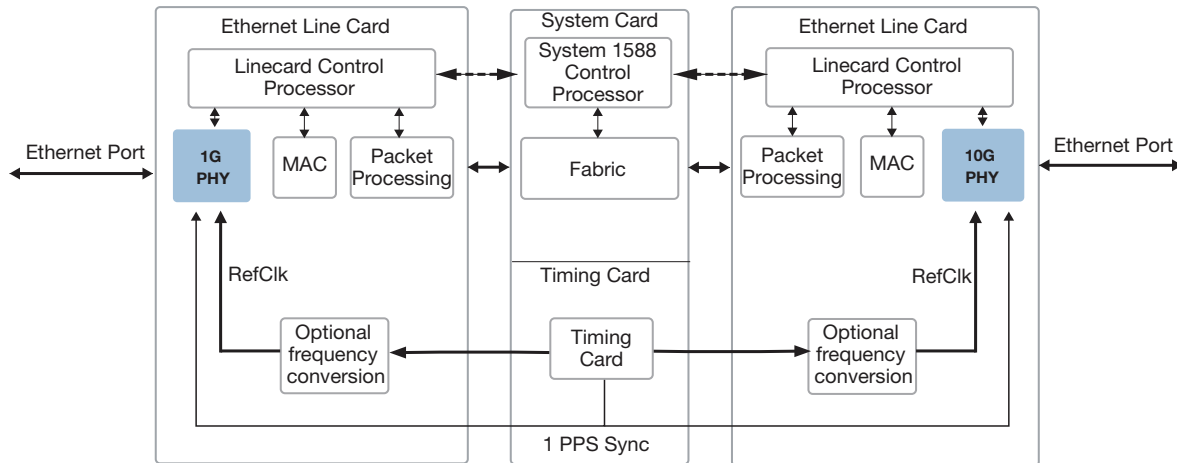 Ethernet Line Card
System Card
Ethernet Line Card
Linecard Control
Processor
System 1588
Control
Processor
Linecard Control
Processor
Ethernet Port
1G
PHY
MAC
Packet
Processing
Fabric
Packet
Processing
MAC
10G
PHY
Ethernet Port
RefClk
Timing Card
RefClk
Optional
frequency
conversion
Timing
Card
Optional
frequency
conversion
1 PPS Sync